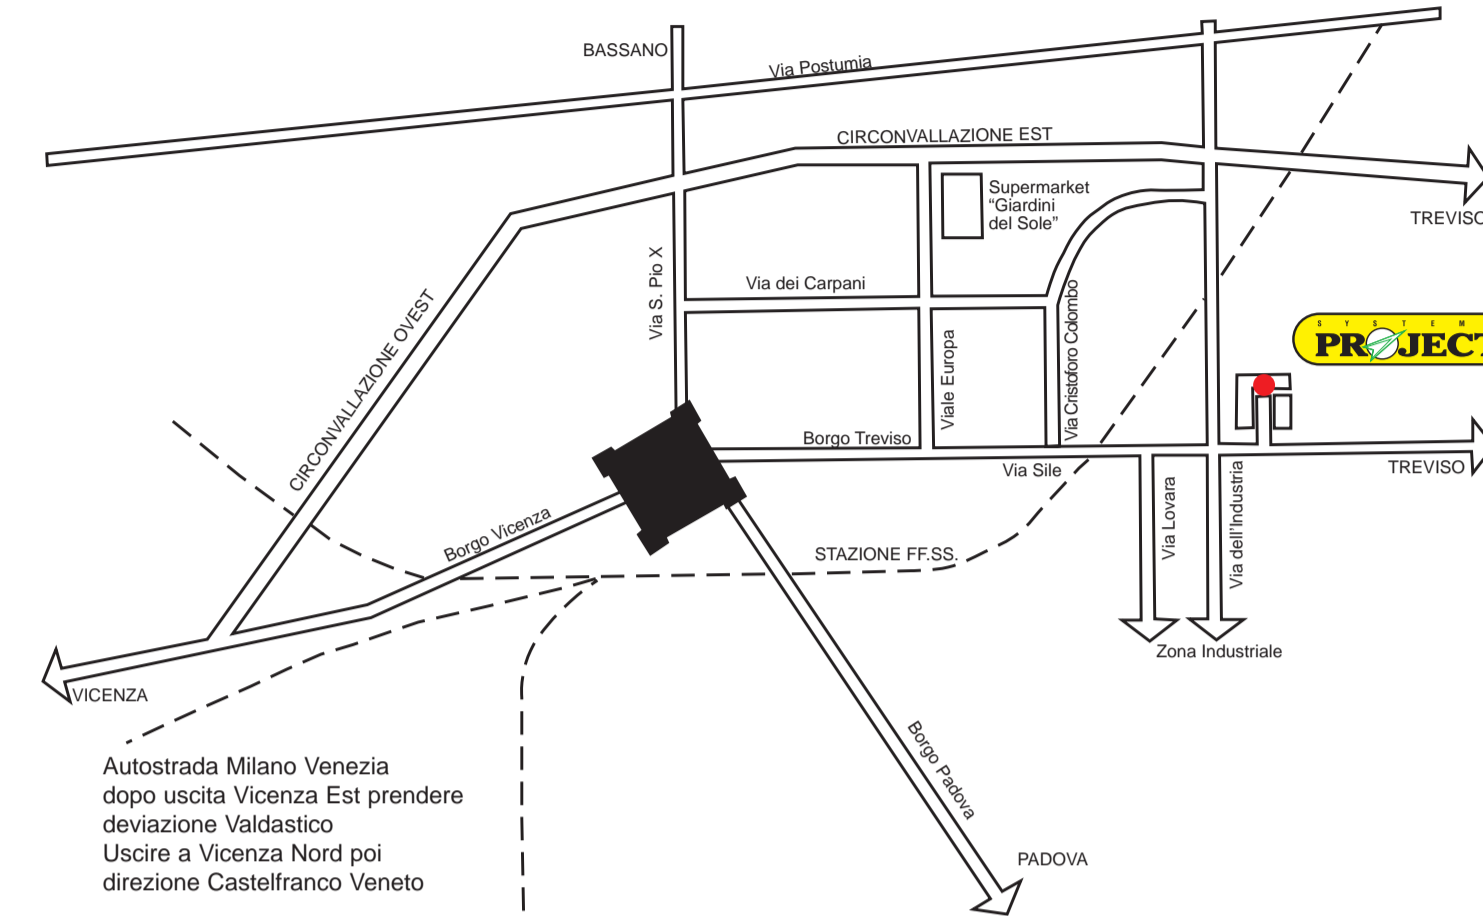 BASSANO
Via Postumia
CIRCONVALLAZIONE EST
Supermarket
“Giardini
del Sole”
TREVISO
Via S. Pio X
Via dei Carpani
CIRCONVALLAZIONE OVEST
Viale Europa
Via Cristoforo Colombo
SYSTEM
PROJECT
Borgo Treviso
Via Sile
TREVISO
Via Lovara
Via dell'Industria
Borgo Vicenza
STAZIONE FF.SS.
Zona Industriale
VICENZA
Borgo Padova
PADOVA
Autostrada Milano Venezia
dopo uscita Vicenza Est prendere
deviazione Valdastico
Uscire a Vicenza Nord poi
direzione Castelfranco Veneto